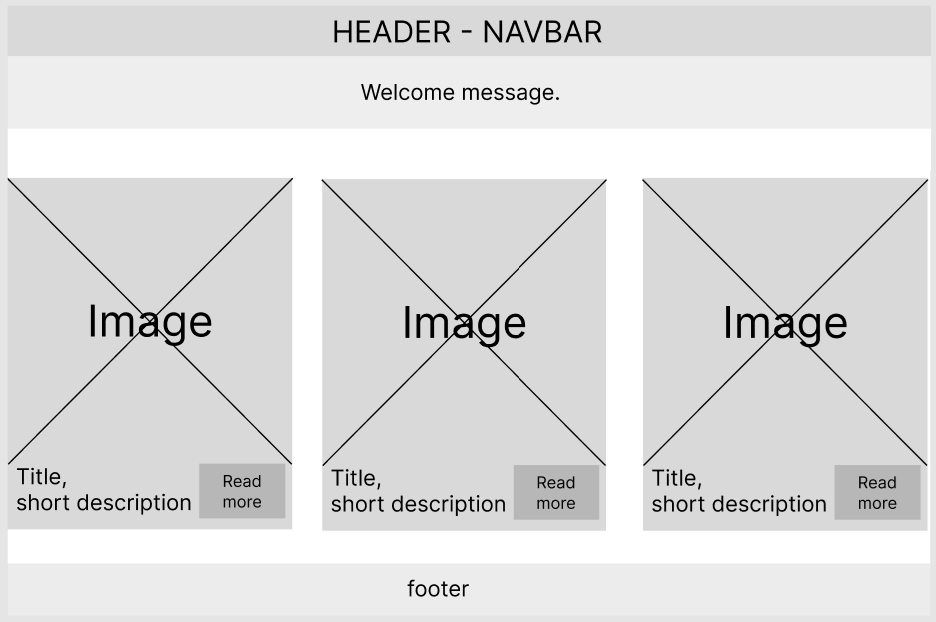 HEADER - NAVBAR
Welcome message.
Image
Title,
short description
Read
more
Image
Title,
short description
Read
more
Image
Title,
short description
Read
more
footer